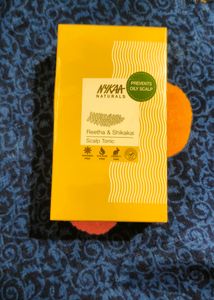 NYKAA
NATURALS
PREVENTS
OILY SCALP
Reetha & Shikakai
Scalp Tonic